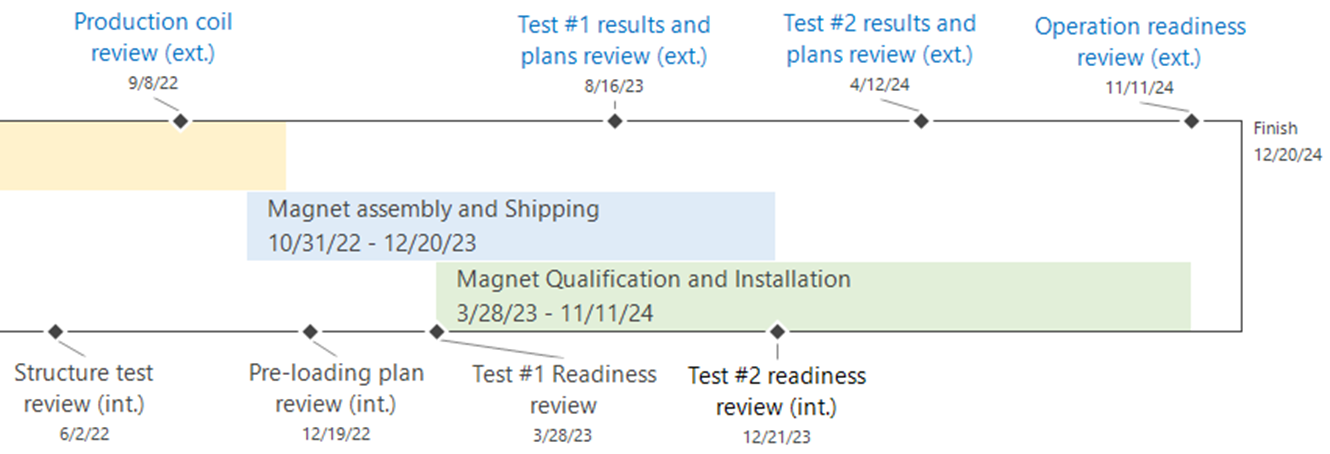 Production coil
review (ext.)
9/8/22
Test #1 results and
plans review (ext.)
8/16/23
Test #2 results and
plans review (ext.)
4/12/24
Operation readiness
review (ext.)
11/11/24
Finish
12/20/24
Magnet assembly and Shipping
10/31/22 - 12/20/23
Magnet Qualification and Installation
3/28/23 - 11/11/24
Structure test
review (int.)
6/2/22
Pre-loading plan
review (int.)
12/19/22
Test #1 Readiness
review
3/28/23
Test #2 readiness
review (int.)
12/21/23